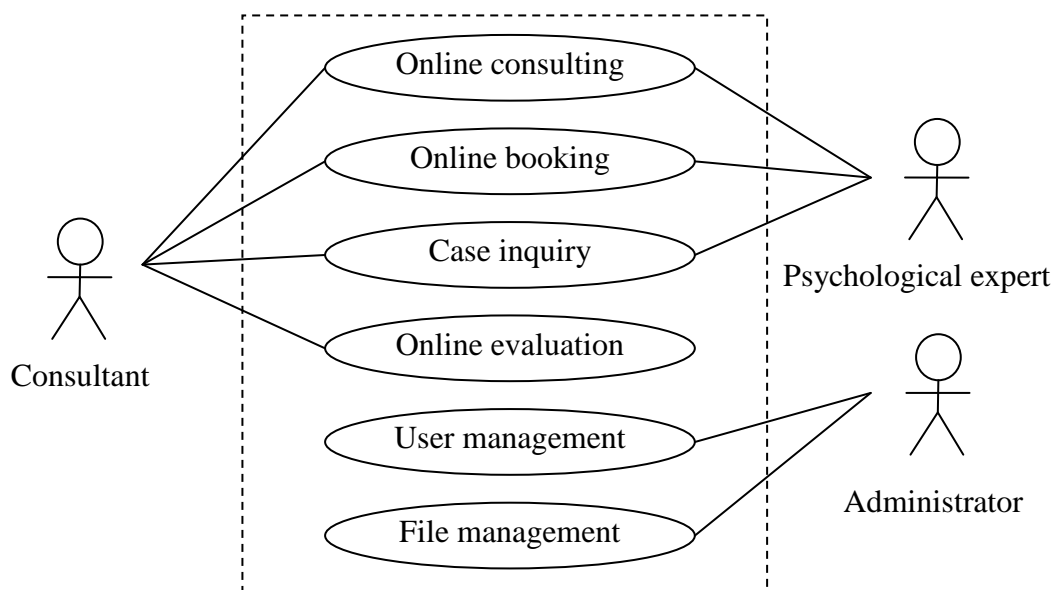 Online consulting
Online booking
Case inquiry
Psychological expert
Online evaluation
Consultant
User management
Administrator
File management